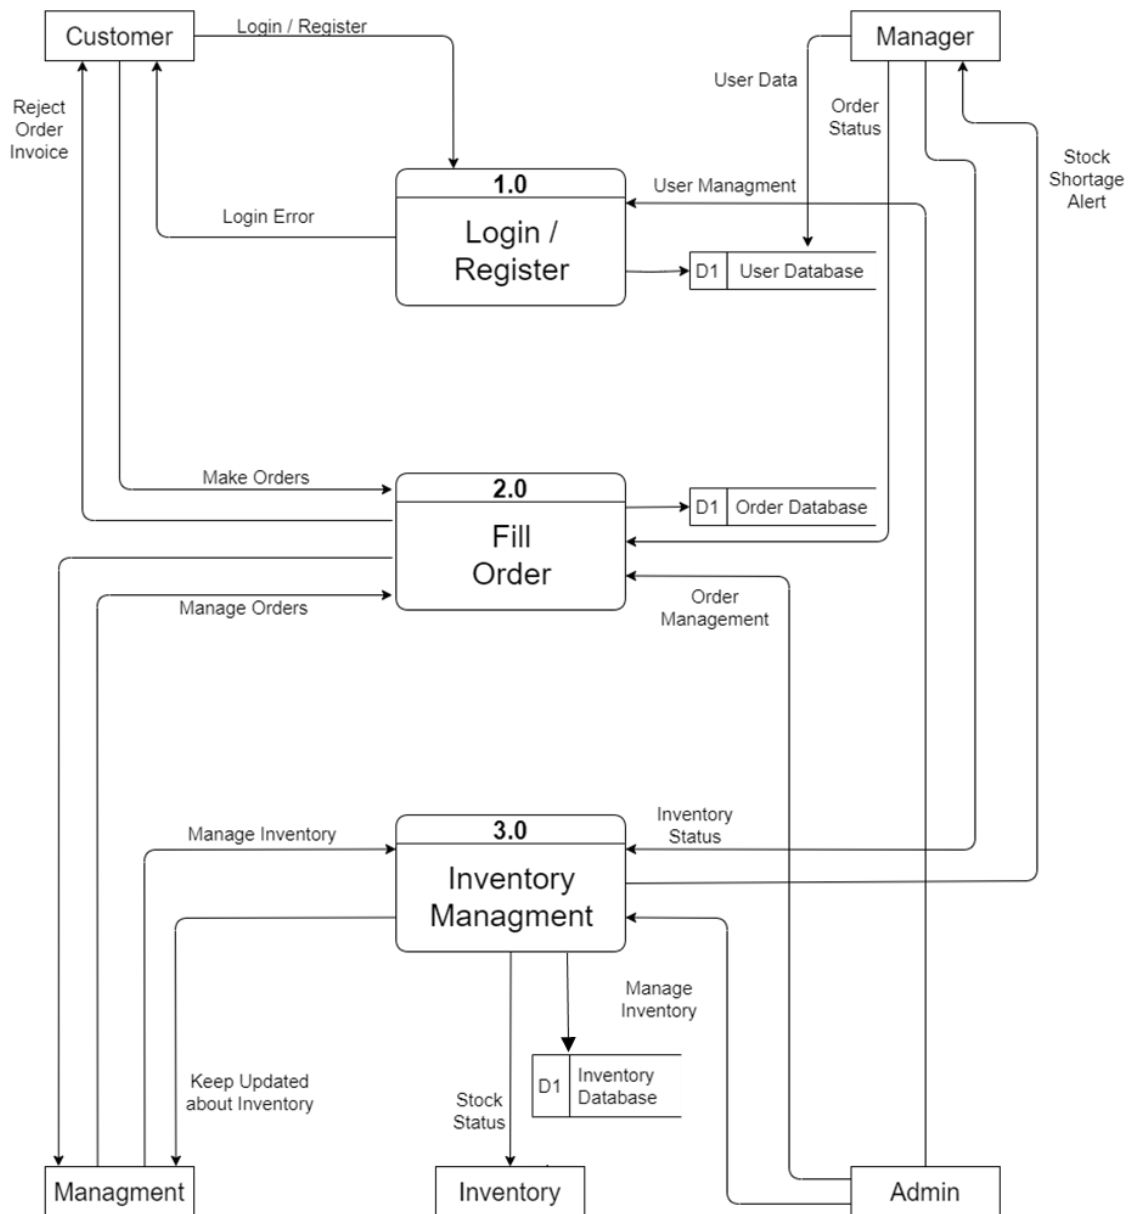 Customer
Login / Register
Manager
User Data
Reject
Order
Invoice
Order
Status
Stock
Shortage
Alert
1.0
Login /
Register
User Managment
Login Error
D1
User Database
Make Orders
2.0
Fill
Order
D1
Order Database
Manage Orders
Order
Management
Manage Inventory
3.0
Inventory
Managment
Inventory
Status
Manage
Inventory
D1
Inventory
Database
Keep Updated
about Inventory
Stock
Status
Managment
Inventory
Admin